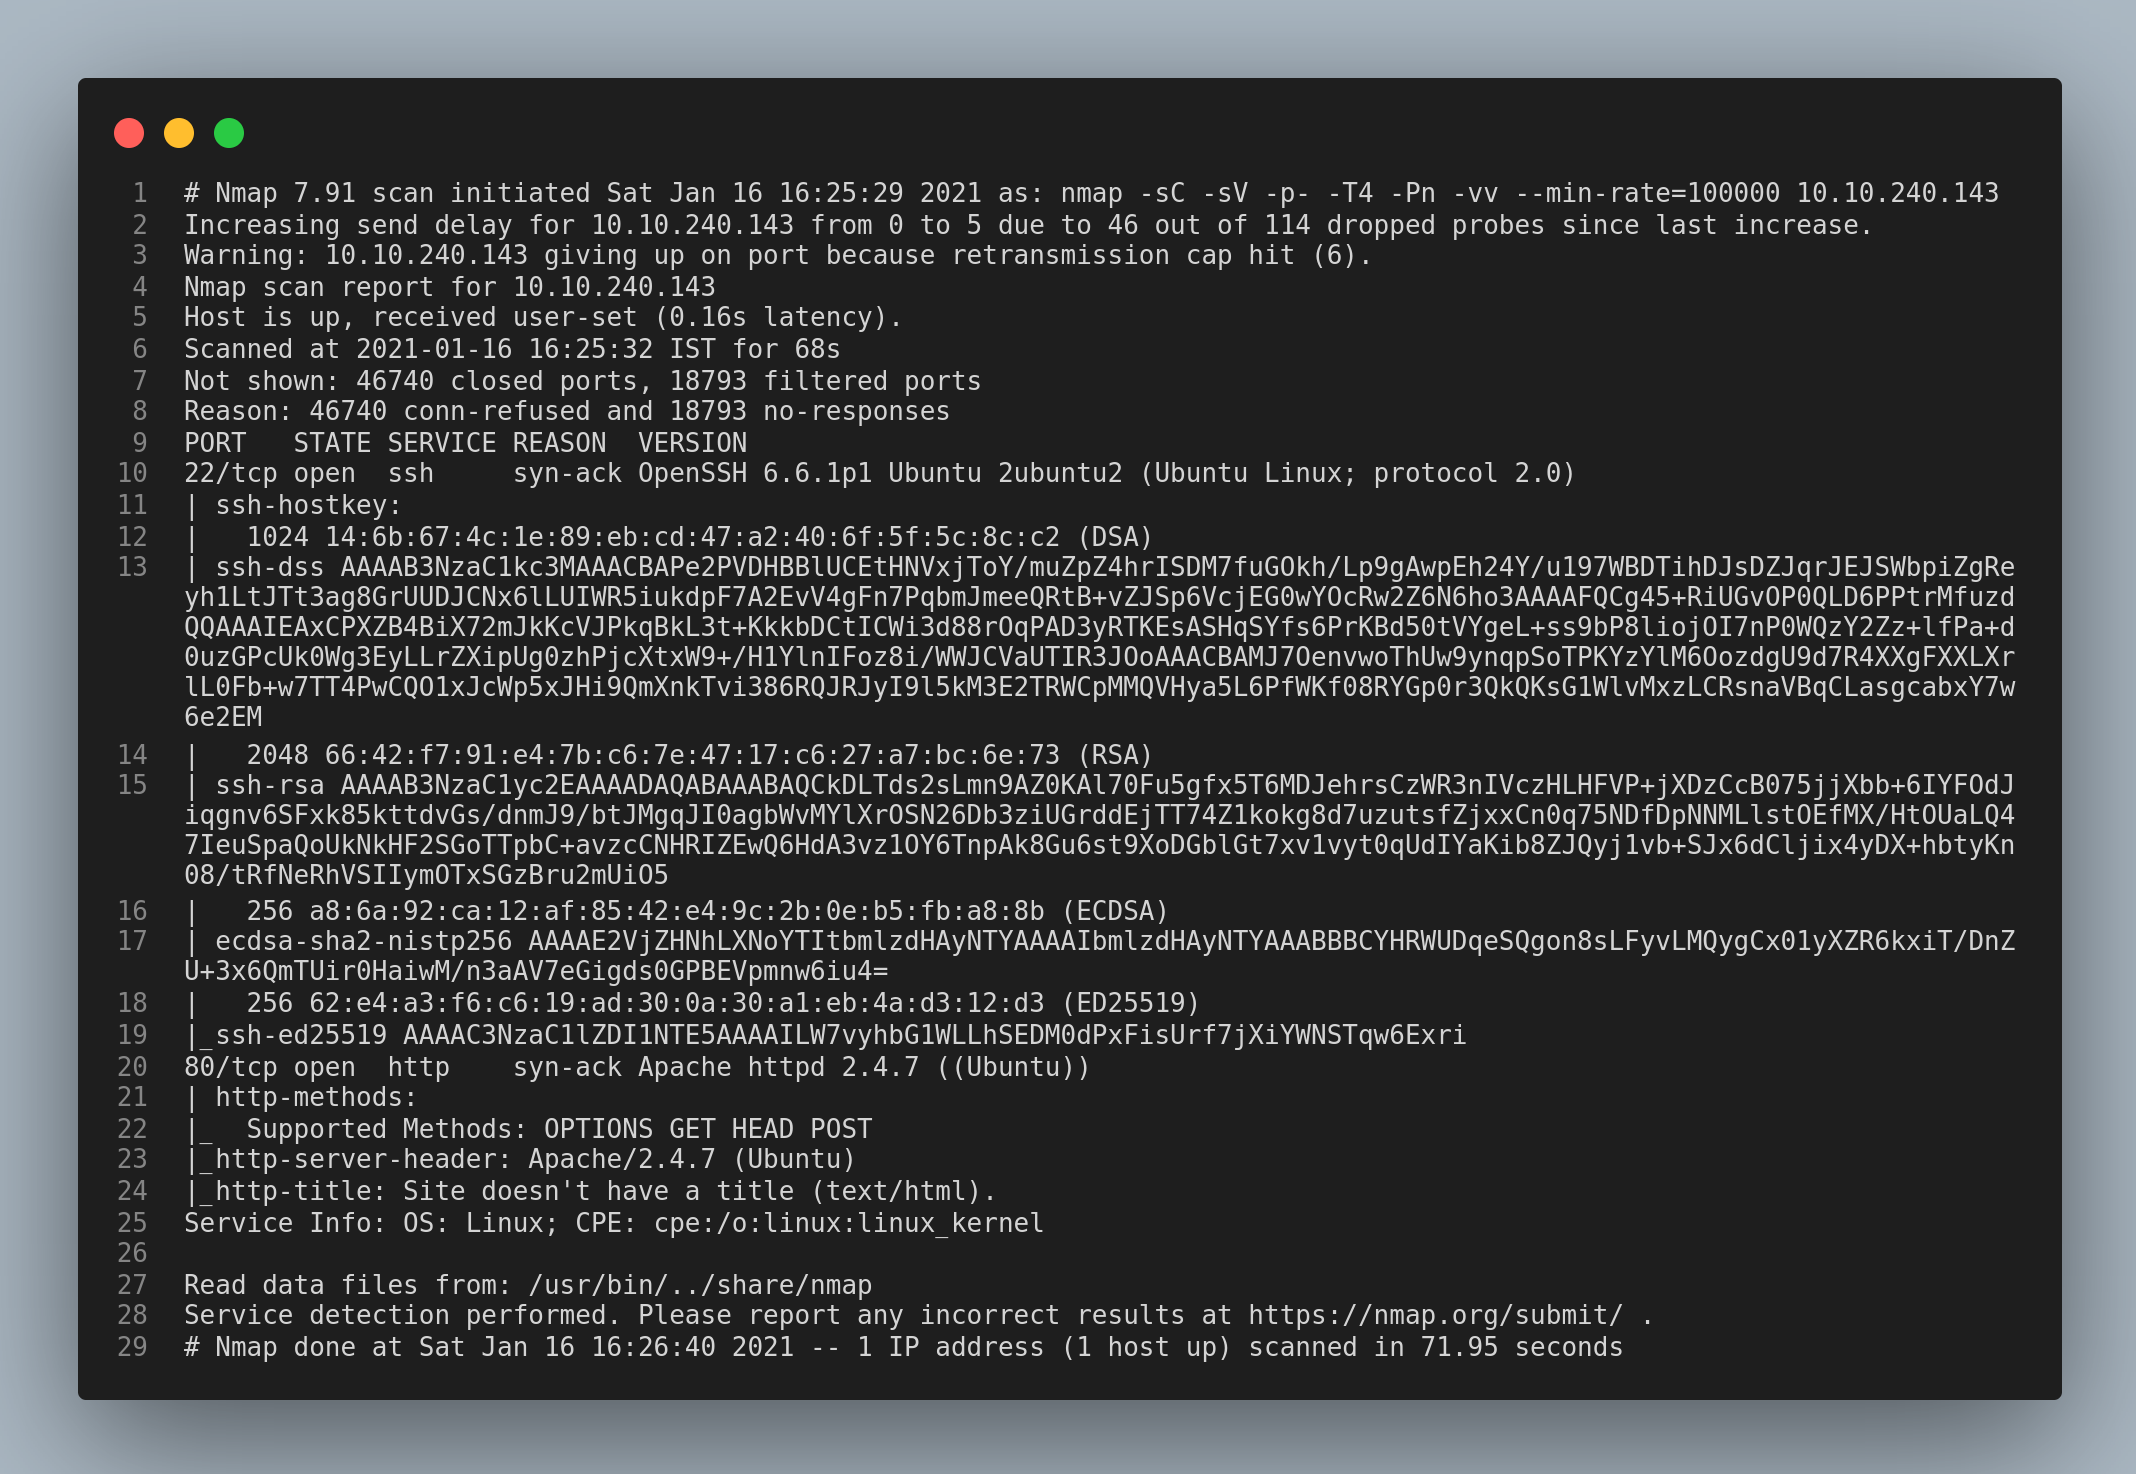 1 # Nmap 7.91 scan initiated Sat Jan 16 16:25:29 2021 as: nmap -sC -sV -p- -T4 -Pn -vv --min-rate=100000 10.10.240.143
2 Increasing send delay for 10.10.240.143 from 0 to 5 due to 46 out of 114 dropped probes since last increase.
3 Warning: 10.10.240.143 giving up on port because retransmission cap hit (6).
4 Nmap scan report for 10.10.240.143
5 Host is up, received user-set (0.16s latency).
6 Scanned at 2021-01-16 16:25:32 IST for 68s
7 Not shown: 46740 closed ports, 18793 filtered ports
8 Reason: 46740 conn-refused and 18793 no-responses
9 PORT   STATE SERVICE REASON  VERSION
10 22/tcp open  ssh     syn-ack OpenSSH 6.6.1p1 Ubuntu 2ubuntu2 (Ubuntu Linux; protocol 2.0)
11 | ssh-hostkey:
12 |   1024 14:6b:67:4c:1e:89:eb:cd:47:a2:40:6f:5f:5c:8c:c2 (DSA)
13 | ssh-dss AAAAB3NzaC1kc3MAAACBAPe2PVDHBBlUCEtHNVxjToY/muZpZ4hrISDM7fuGOkh/Lp9gAwpEh24Y/u197WBDTihDJsDZJqrJEJSWbpiZgRe
yh1LtJTt3ag8GrUUDJCNx6lLUIWR5iukdpF7A2EvV4gFn7PqbmJmeeQRtB+vZJSp6VcjEG0wYOcRw2Z6N6ho3AAAAFQCg45+RiUGvOP0QLD6PPtrMfuzd
QQAAAIEAxCPXZB4BiX72mJkKcVJPkqBkL3t+KkkbDCtICWi3d88rOqPAD3yRTKEsASHqSYfs6PrKBd50tVYgeL+ss9bP8liojOI7nP0WQzY2Zz+lfPa+d
0uzGPcUk0Wg3EyLLrZXipUg0zhPjcXtxW9+/H1YlnIFoz8i/WWJCVaUTIR3JOoAAACBAMJ7OenvwoThUw9ynqpSoTPKYzYlM6OozdgU9d7R4XXgFXXLXr
lL0Fb+w7TT4PwCQO1xJcWp5xJHi9QmXnkTvi386RQJRJyI9l5kM3E2TRWCpMMQVHya5L6PfWKf08RYGp0r3QkQKsG1WlvMxzLCRsnaVBqCLasgcabxY7w
6e2EM
14 |   2048 66:42:f7:91:e4:7b:c6:7e:47:17:c6:27:a7:bc:6e:73 (RSA)
15 | ssh-rsa AAAAB3NzaC1yc2EAAAADAQABAAABAQCkDLTds2sLmn9AZ0KAl70Fu5gfx5T6MDJehrsCzWR3nIVczHLHFVP+jXDzCcB075jjXbb+6IYFOdJ
iqgnv6SFxk85kttdvGs/dnmJ9/btJMgqJI0agbWvMYlXrOSN26Db3ziUGrddEjTT74Z1kokg8d7uzutsfZjxxCn0q75NDfDpNNMLlstOEfMX/HtOUaLQ4
7IeuSpaQoUkNkHF2SGoTTpbC+avzcCNHRIZEwQ6HdA3vz1OY6TnpAk8Gu6st9XoDGblGt7xv1vyt0qUdIYaKib8ZJQyj1vb+SJx6dCljix4yDX+hbtyKn
08/tRfNeRhVSIIymOTxSGzBru2mUiO5
16 |   256 a8:6a:92:ca:12:af:85:42:e4:9c:2b:0e:b5:fb:a8:8b (ECDSA)
17 | ecdsa-sha2-nistp256 AAAAE2VjZHNhLXNoYTItbmlzdHAyNTYAAAAIbmlzdHAyNTYAAABBBCYHRWUDqeSQgon8sLFyvLMQygCx01yXZR6kxiT/DnZ
U+3x6QmTUir0HaiwM/n3aAV7eGigds0GPBEVpmnw6iu4=
18 |   256 62:e4:a3:f6:c6:19:ad:30:0a:30:a1:eb:4a:d3:12:d3 (ED25519)
19 |_ssh-ed25519 AAAAC3NzaC1lZDI1NTE5AAAAILW7vyhbG1WLLhSEDM0dPxFisUrf7jXiYWNSTqw6Exri
20 80/tcp open  http    syn-ack Apache httpd 2.4.7 ((Ubuntu))
21 | http-methods:
22 |_  Supported Methods: OPTIONS GET HEAD POST
23 |_http-server-header: Apache/2.4.7 (Ubuntu)
24 |_http-title: Site doesn't have a title (text/html).
25 Service Info: OS: Linux; CPE: cpe:/o:linux:linux_kernel
26
27 Read data files from: /usr/bin/../share/nmap
28 Service detection performed. Please report any incorrect results at https://nmap.org/submit/ .
29 # Nmap done at Sat Jan 16 16:26:40 2021 -- 1 IP address (1 host up) scanned in 71.95 seconds